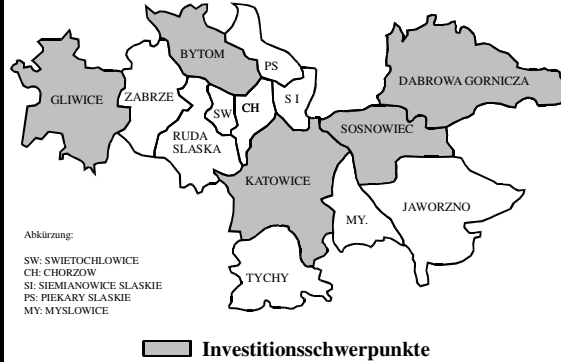 BYTOM
PS
DABROWA GORNICZA
GLIWICE
ZABRZE
SW
CH
S I
RUDA
SLASKA
SOSNOWIEC
KATOWICE
MY.
JAWORZNO
TYCHY
Abkürzung:
SW: SWIETOCHLOWICE
CH: CHORZOW
SI: SIEMIANOWICE SLASKIE
PS: PIEKARY SLASKIE
MY: MYSLOWICE
Investitionsschwerpunkte